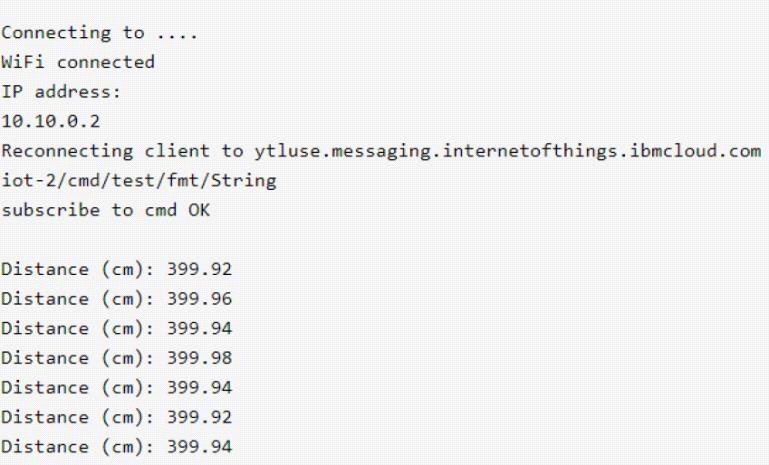 Connecting to ....
WiFi connected
IP address:
10.10.0.2
Reconnecting client to ytluse.messaging.internetofthings.ibmcloud.com
iot-2/cmd/test/fmt/String
subscribe to cmd OK
Distance (cm): 399.92
Distance (cm): 399.96
Distance (cm): 399.94
Distance (cm): 399.98
Distance (cm): 399.94
Distance (cm): 399.92
Distance (cm): 399.94